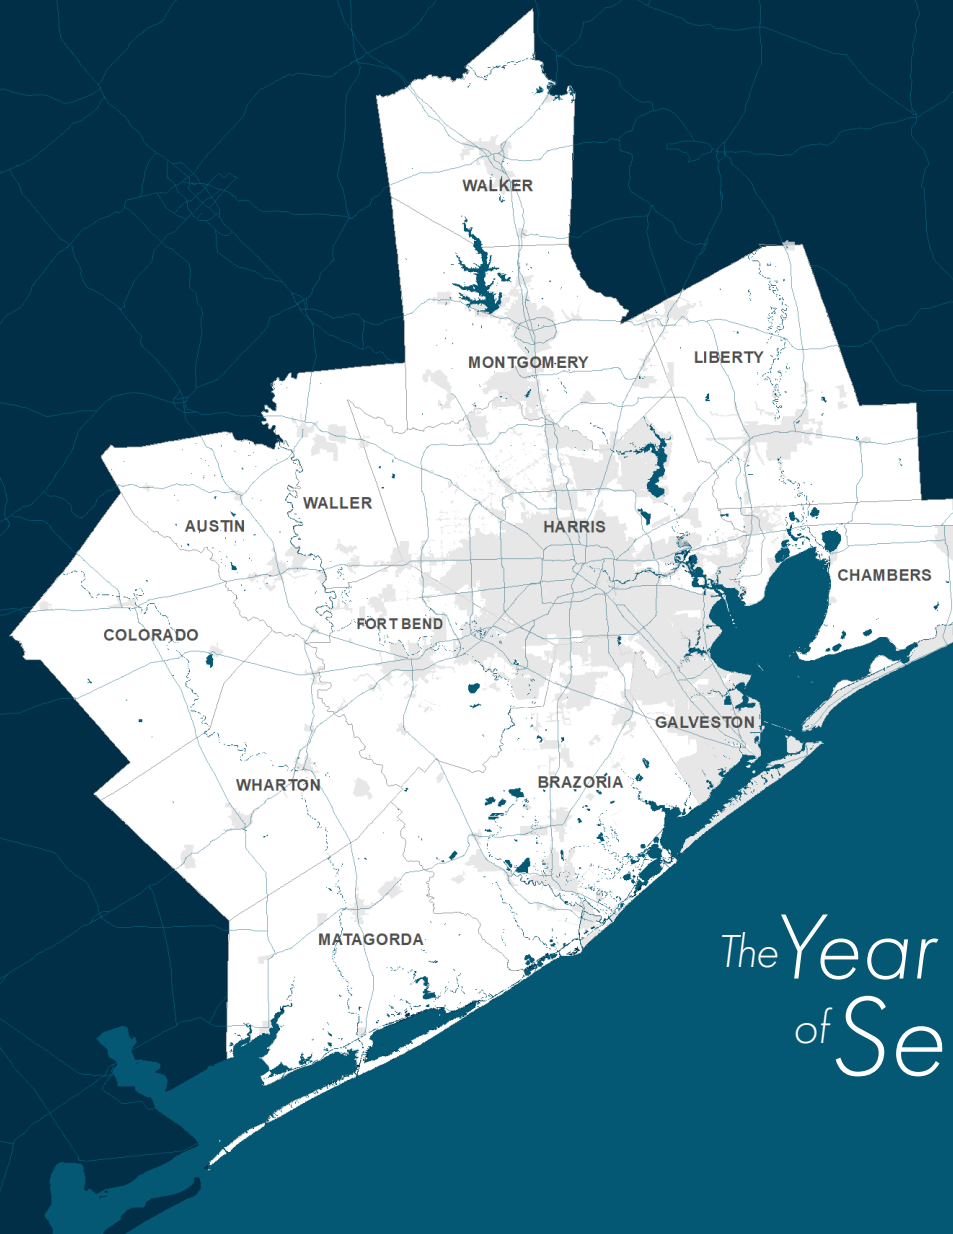 WALKER
MONTGOMERY
LIBERTY
WALLER
AUSTIN
HARRIS
CHAMBERS
FORT BEND
COLORADO
GALVESTON
WHARTON
BRAZORIA
MATAGORDA
The Year
of Se